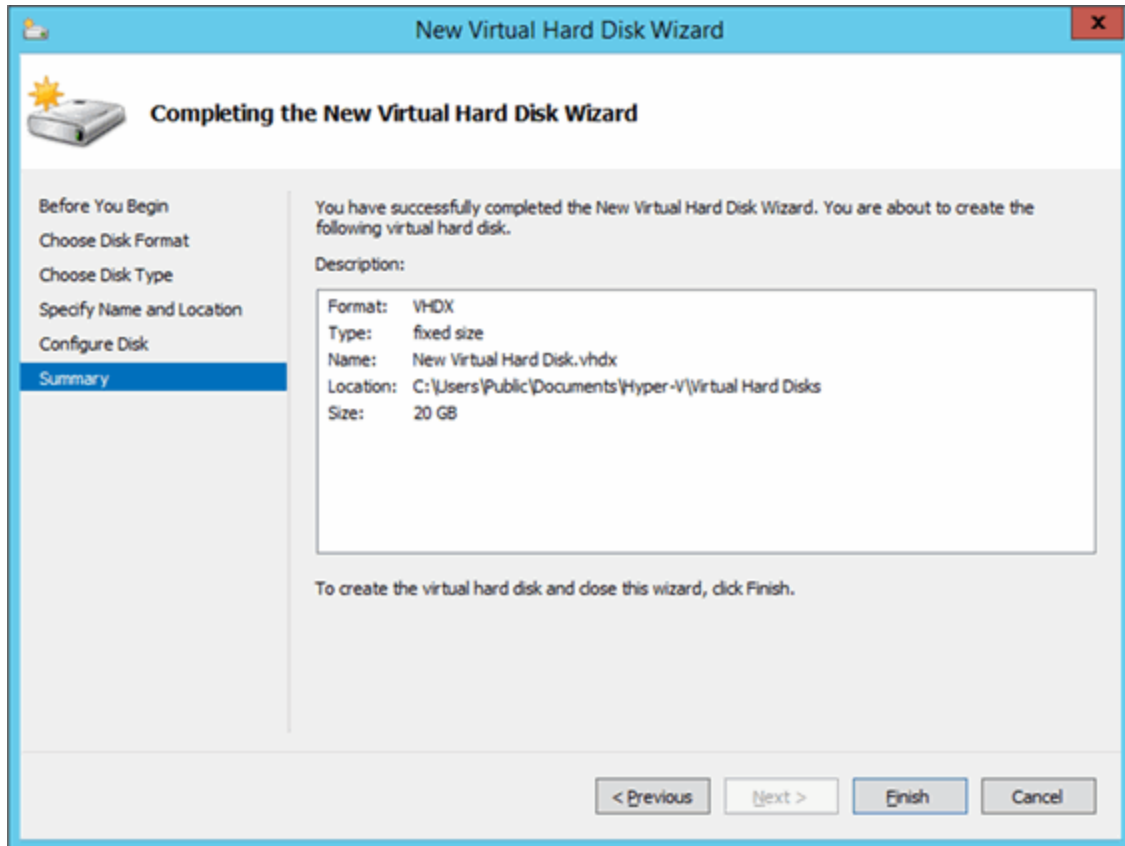 New Virtual Hard Disk Wizard
x
Completing the New Virtual Hard Disk Wizard
Before You Begin
Choose Disk Format
Choose Disk Type
Specify Name and Location
Configure Disk
Summary
You have successfully completed the New Virtual Hard Disk Wizard. You are about to create the
following virtual hard disk.
Description:
Format: VHDX
Type: fixed size
Name: New Virtual Hard Disk.vhdx
Location: C:\Users\Public\Documents\Hyper-V\Virtual Hard Disks
Size: 20 GB
To create the virtual hard disk and close this wizard, click Finish.
< Previous Next > Finish Cancel